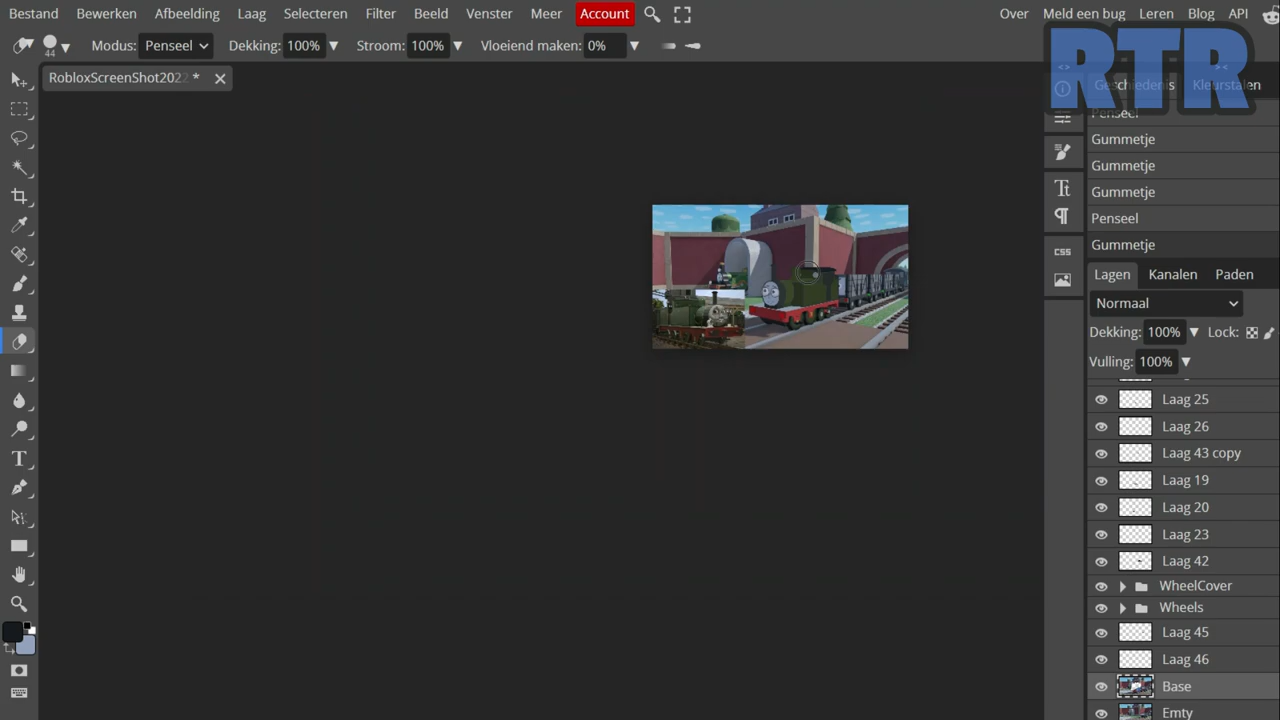 Bestand Bewerken Afbeelding Laag Selecteren Filter Beeld Venster Meer Account Over Meld een bug Leren Blog API
44 Modus: Penseel Dekking: 100% Stroom: 100% Vloeiend maken: 0%
RobloxScreenShot202 *
RTR
Geschiedenis Kleurstalen
Penseel
Gummetje
Gummetje
Gummetje
Penseel
Gummetje
CSS
Lagen Kanalen Paden
Normaal
Dekking: 100% Lock:
Vulling: 100%
Laag 25
Laag 26
Laag 43 copy
Laag 19
Laag 20
Laag 23
Laag 42
WheelCover
Wheels
Laag 45
Laag 46
Base
Emty